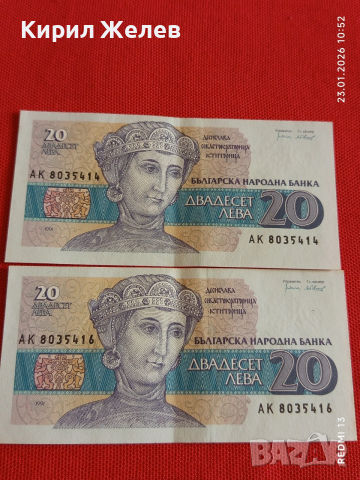 Кирил Желев
23.01.2026 10:52
20
ДВАДЕСЕТ
ЛЕВА
АК 8035414
БЪЛГАРСКА НАРОДНА БАНКА
ДВАДЕСЕТ
ЛЕВА
20
АК 8035414
20
ДВАДЕСЕТ
ЛЕВА
АК 8035416
БЪЛГАРСКА НАРОДНА БАНКА
ДВАДЕСЕТ
ЛЕВА
20
АК 8035416
REDMI 13
BAZAR